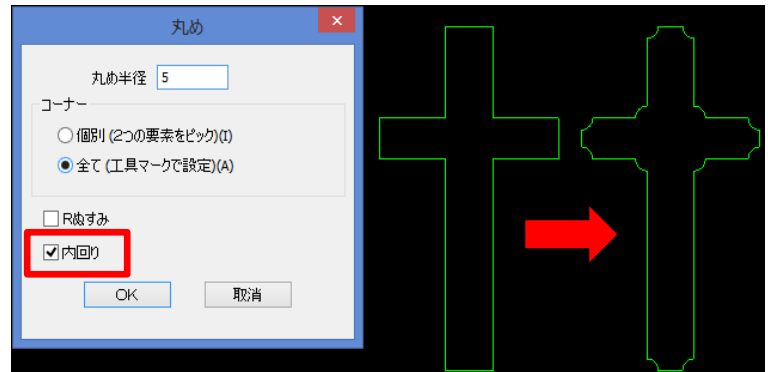 丸め
丸め半径 5
コーナー
個別 (2つの要素をピック)(I)
全て (工具マークで設定)(A)
Rぬすみ
内回り
OK 取消